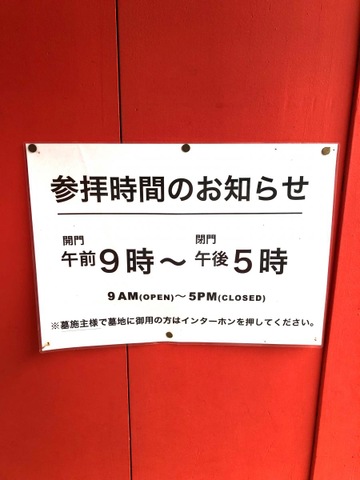 参拝時間のお知らせ
開門 閉門
午前9時〜午後5時
9AM(OPEN)〜5PM(CLOSED)
※墓施主様で墓地に御用の方はインターホンを押してください。